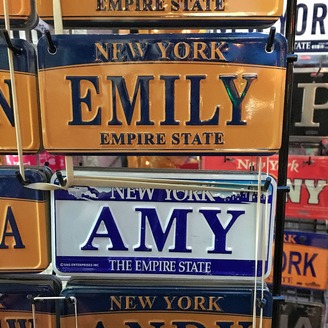 EMPIRE STATE
NEW YORK
EMILY
EMPIRE STATE
NEW YORK
AMY
THE EMPIRE STATE
NEW YORK